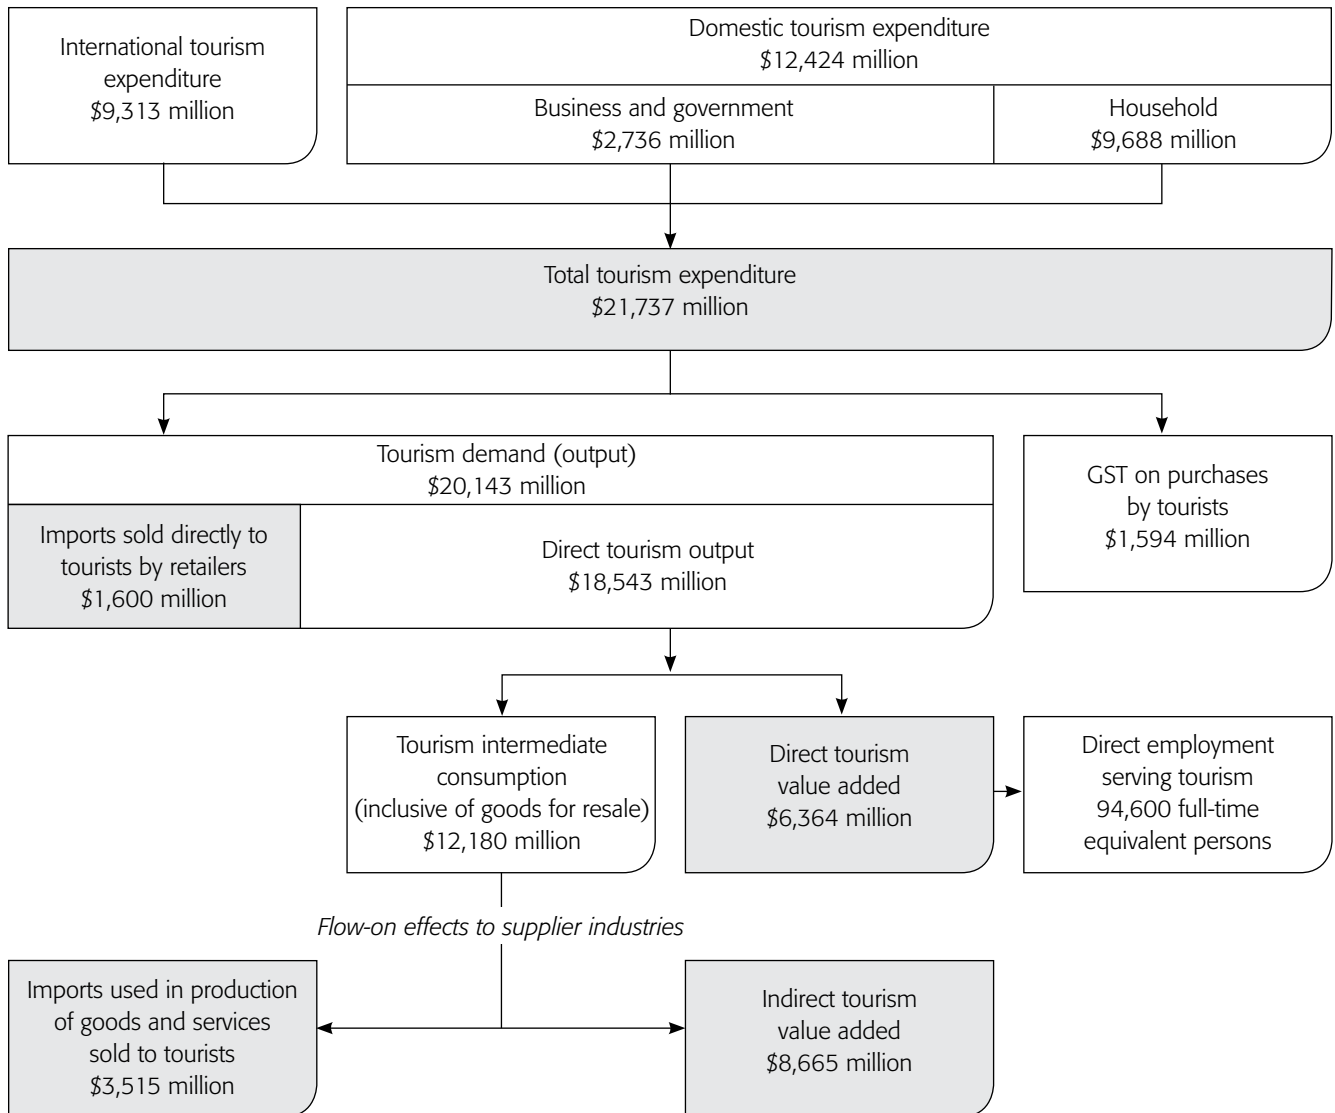 International tourism
expenditure
$9,313 million
Domestic tourism expenditure
$12,424 million
Business and government
$2,736 million
Household
$9,688 million
Total tourism expenditure
$21,737 million
Tourism demand (output)
$20,143 million
Imports sold directly to
tourists by retailers
$1,600 million
Direct tourism output
$18,543 million
GST on purchases
by tourists
$1,594 million
Tourism intermediate
consumption
(inclusive of goods for resale)
$12,180 million
Direct tourism
value added
$6,364 million
Direct employment
serving tourism
94,600 full-time
equivalent persons
Flow-on effects to supplier industries
Imports used in production
of goods and services
sold to tourists
$3,515 million
Indirect tourism
value added
$8,665 million